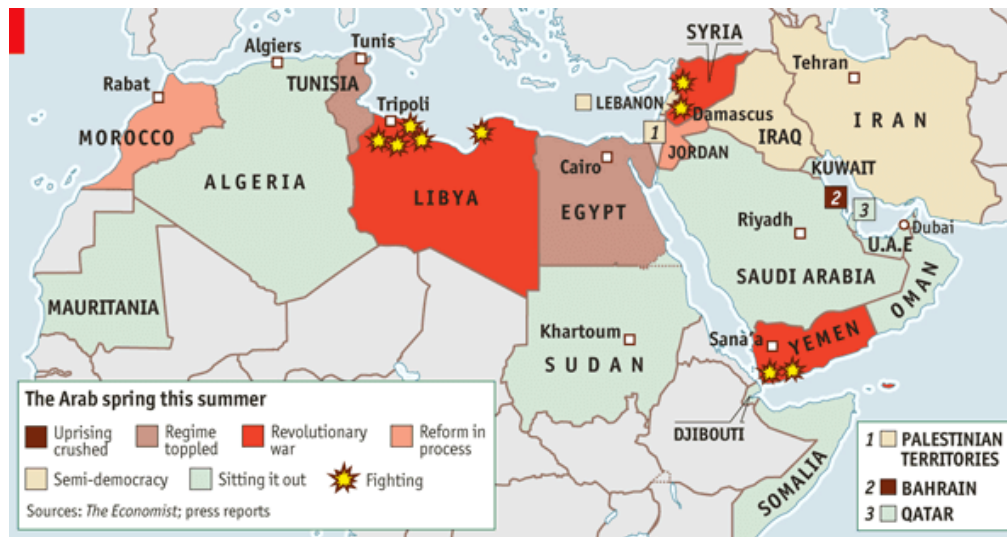 SYRIA
Tunis
Algiers
Tehran
Rabat
TUNISIA
LEBANON
Tripoli
Damascus
IRAN
MOROCCO
1
IRAQ
JORDAN
KUWAIT
Cairo
ALGERIA
LIBYA
EGYPT
2
3
Riyadh
Dubai
U.A.E
SAUDI ARABIA
OMAN
MAURITANIA
Khartoum
Sanà'a
YEMEN
SUDAN
DJIBOUTI
SOMALIA
The Arab spring this summer
Uprising
crushed
Regime
toppled
Revolutionary
war
Reform in
process
Semi-democracy
Sitting it out
Fighting
Sources: The Economist; press reports
1 PALESTINIAN
TERRITORIES
2 BAHRAIN
3 QATAR